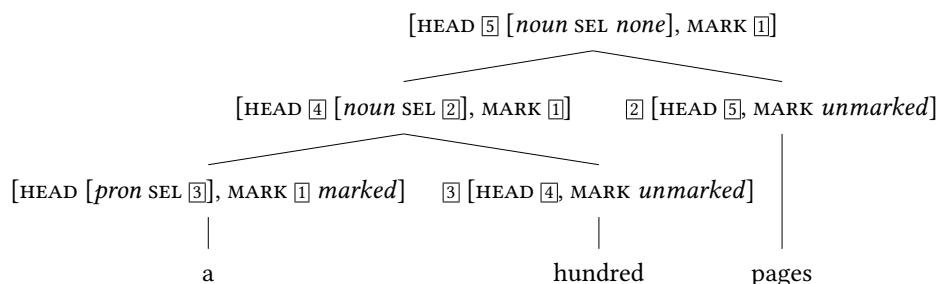 [HEAD 5 [noun SEL none], MARK 1]
[HEAD 4 [noun SEL 2], MARK 1] 2 [HEAD 5, MARK unmarked]
[HEAD [pron SEL 3], MARK 1 marked] 3 [HEAD 4, MARK unmarked]
a hundred pages